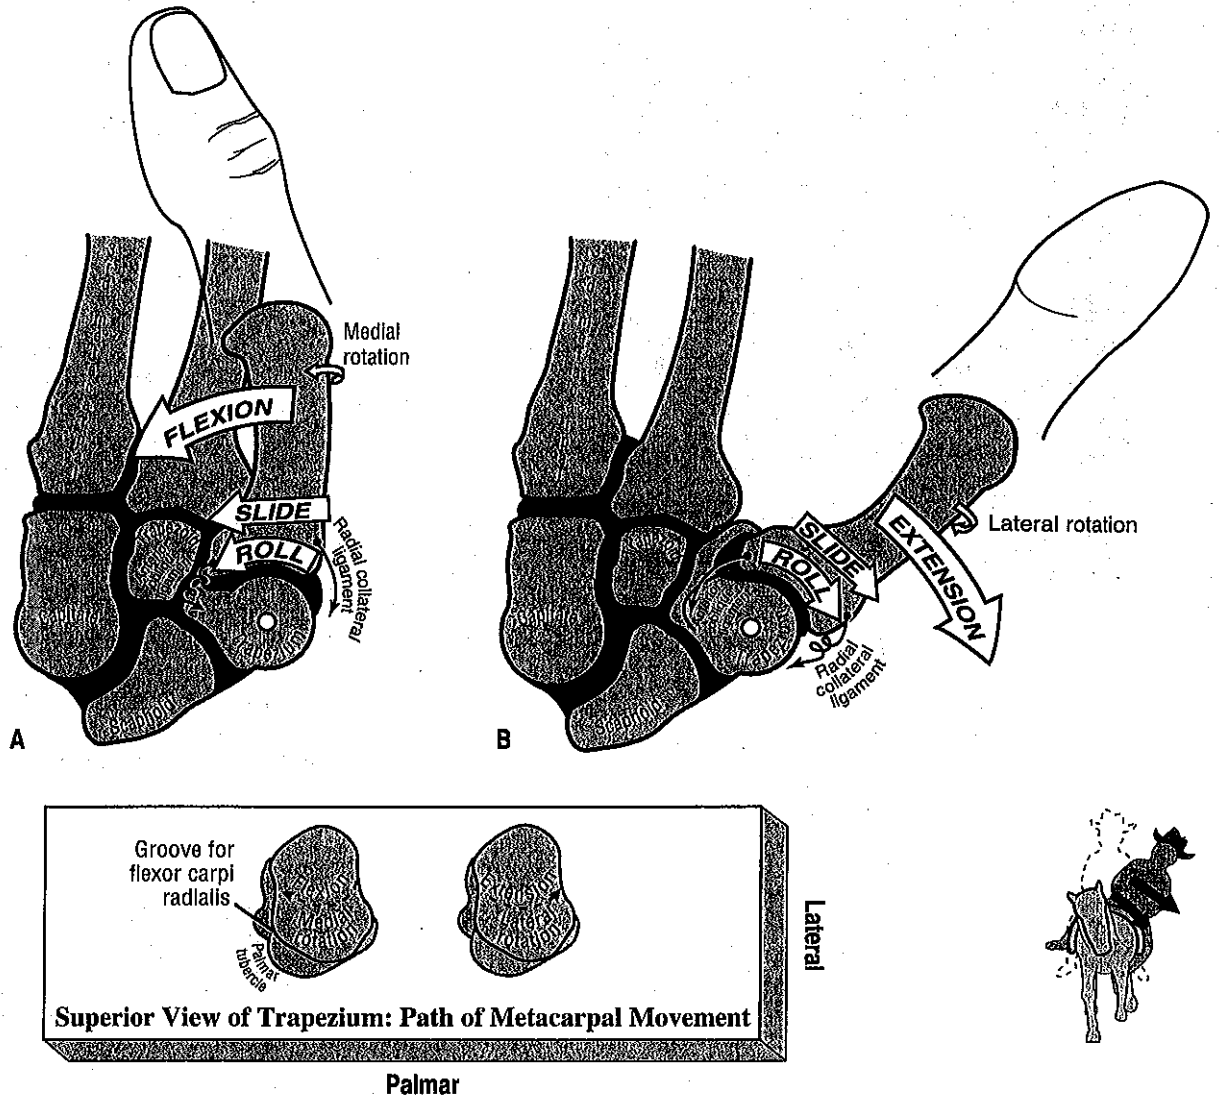 Medial
rotation
FLEXION
SLIDE
ROLL
Radial collateral
ligament
Capitate
Trapezium
Scaphoid
A
SLIDE
ROLL
EXTENSION
Lateral rotation
Radial
collateral
ligament
Capitate
Trapezium
Scaphoid
B
Groove for
flexor carpi
radialis
Palmar
tubercle
Flexion
Medial
rotation
Extension
Lateral
rotation
Superior View of Trapezium: Path of Metacarpal Movement
Lateral
Palmar